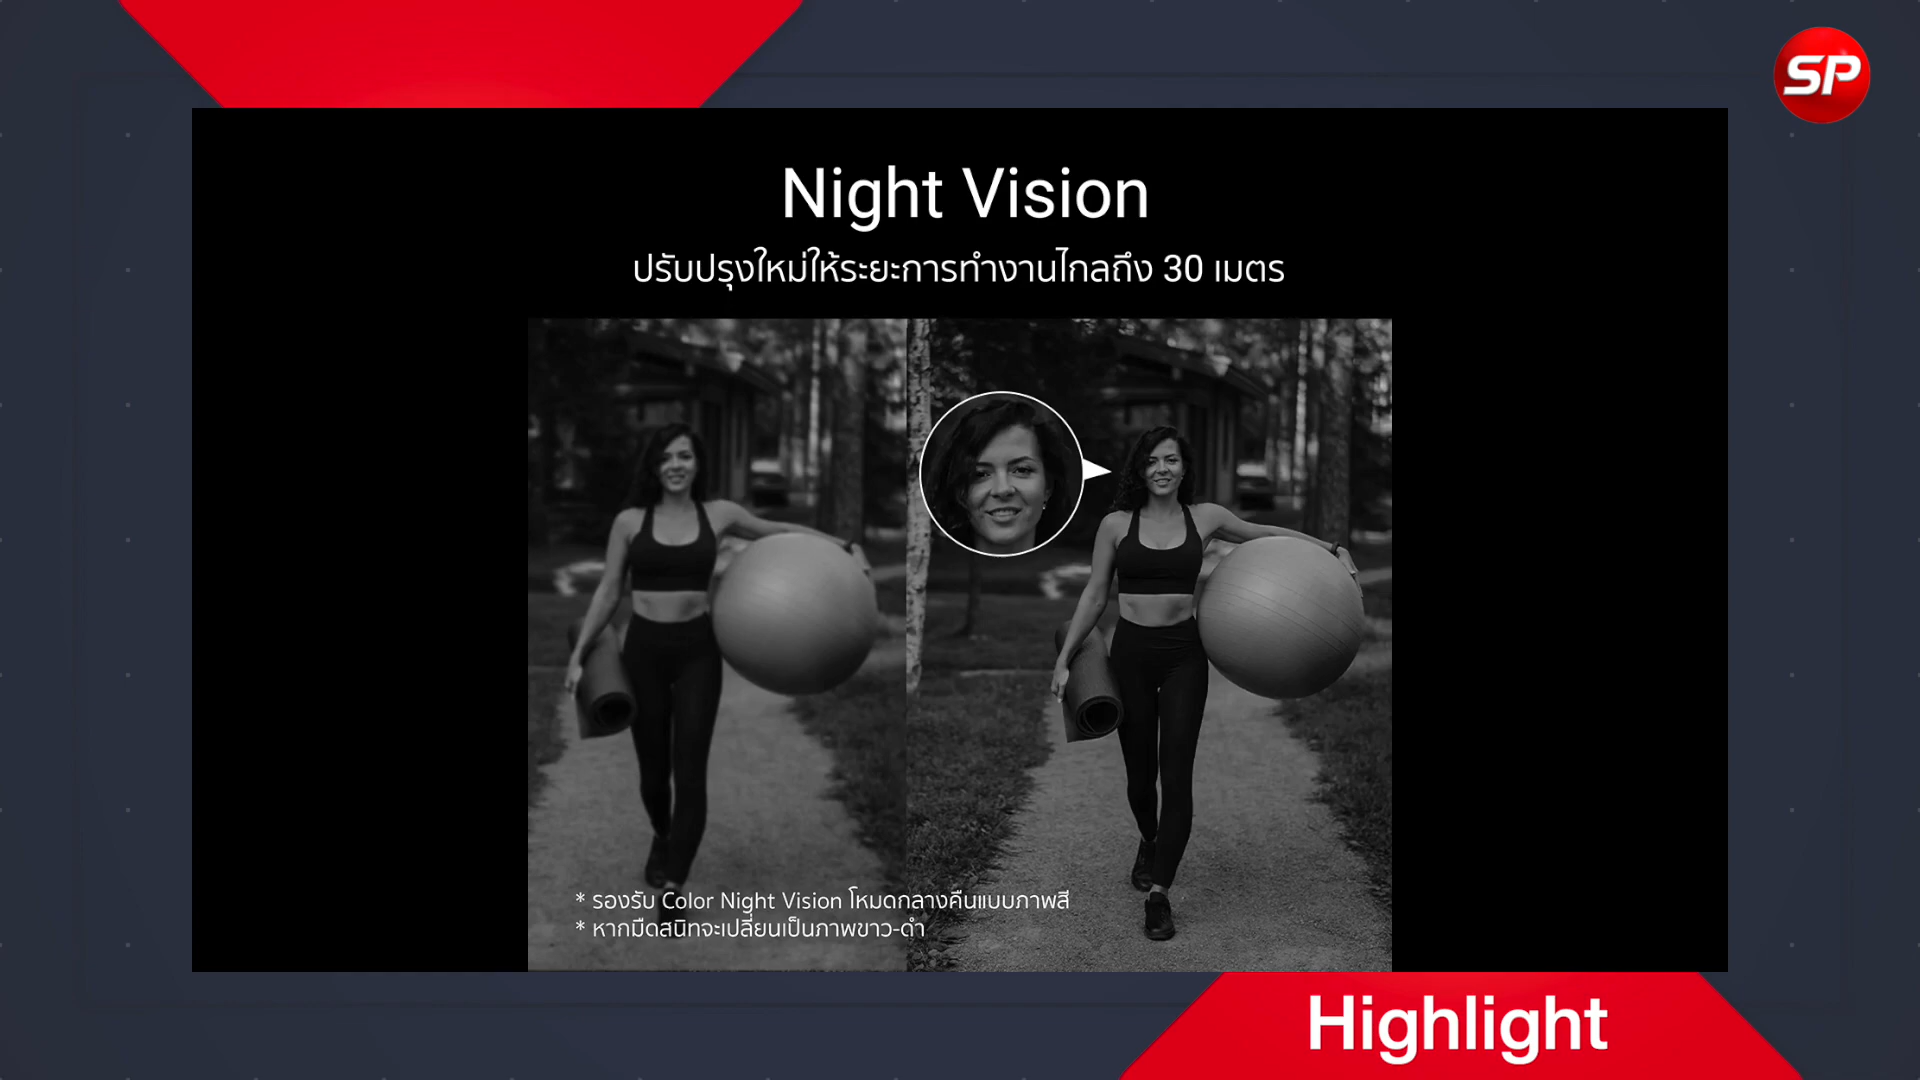 SP
Night Vision
ปรับปรุงใหม่ให้ระยะการทำงานไกลถึง 30 เมตร
* รองรับ Color Night Vision โหมดกลางคืนแบบภาพสี
* หากมืดสนิทจะเปลี่ยนเป็นภาพขาว-ดำ
Highlight